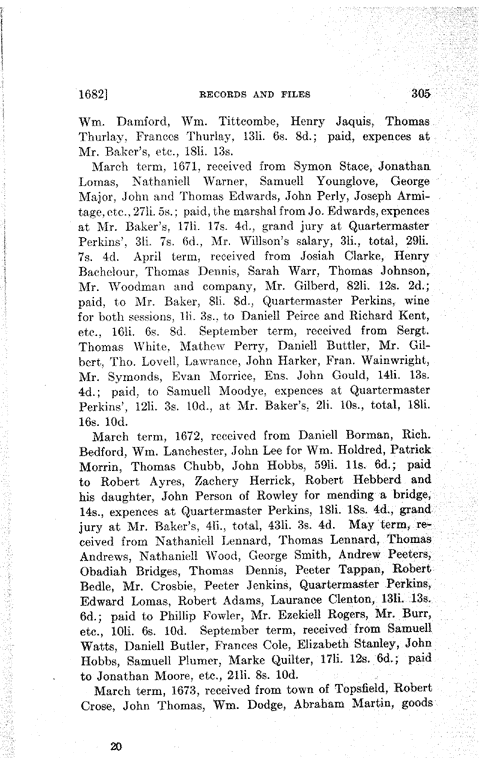 1682] RECORDS AND FILES 305
Wm. Damford, Wm. Tittcombe, Henry Jaquis, Thomas
Thurlay, Frances Thurlay, 13li. 6s. 8d.; paid, expences at
Mr. Baker's, etc., 18li. 13s.
March term, 1671, received from Symon Stace, Jonathan
Lomas, Nathaniell Warner, Samuell Younglove, George
Major, John and Thomas Edwards, John Perly, Joseph Armi-
tage, etc., 27li. 5s.; paid, the marshal from Jo. Edwards, expences
at Mr. Baker's, 17li. 17s. 4d., grand jury at Quartermaster
Perkins', 3li. 7s. 6d., Mr. Willson's salary, 3li., total, 29li.
7s. 4d. April term, received from Josiah Clarke, Henry
Bachelour, Thomas Dennis, Sarah Warr, Thomas Johnson,
Mr. Woodman and company, Mr. Gilberd, 82li. 12s. 2d.;
paid, to Mr. Baker, 8li. 8d., Quartermaster Perkins, wine
for both sessions, 1li. 3s., to Daniell Peirce and Richard Kent,
etc., 16li. 6s. 8d. September term, received from Sergt.
Thomas White, Mathew Perry, Daniell Buttler, Mr. Gil-
bert, Tho. Lovell, Lawrance, John Harker, Fran. Wainwright,
Mr. Symonds, Evan Morrice, Ens. John Gould, 14li. 13s.
4d.; paid, to Samuell Moodye, expences at Quartermaster
Perkins', 12li. 3s. 10d., at Mr. Baker's, 2li. 10s., total, 18li.
16s. 10d.
March term, 1672, received from Daniell Borman, Rich.
Bedford, Wm. Lanchester, John Lee for Wm. Holdred, Patrick
Morrin, Thomas Chubb, John Hobbs, 59li. 11s. 6d.; paid
to Robert Ayres, Zachery Herrick, Robert Hebberd and
his daughter, John Person of Rowley for mending a bridge,
14s., expences at Quartermaster Perkins, 18li. 18s. 4d., grand
jury at Mr. Baker's, 4li., total, 43li. 3s. 4d. May term, re-
ceived from Nathaniell Lennard, Thomas Lennard, Thomas
Andrews, Nathaniell Wood, George Smith, Andrew Peeters,
Obadiah Bridges, Thomas Dennis, Peeter Tappan, Robert
Bedle, Mr. Crosbie, Peeter Jenkins, Quartermaster Perkins,
Edward Lomas, Robert Adams, Laurance Clenton, 13li. 13s.
6d.; paid to Phillip Fowler, Mr. Ezekiell Rogers, Mr. Burr,
etc., 10li. 6s. 10d. September term, received from Samuell
Watts, Daniell Butler, Frances Cole, Elizabeth Stanley, John
Hobbs, Samuell Plumer, Marke Quilter, 17li. 12s. 6d.; paid
to Jonathan Moore, etc., 21li. 8s. 10d.
March term, 1673, received from town of Topsfield, Robert
Crose, John Thomas, Wm. Dodge, Abraham Martin, goods
20